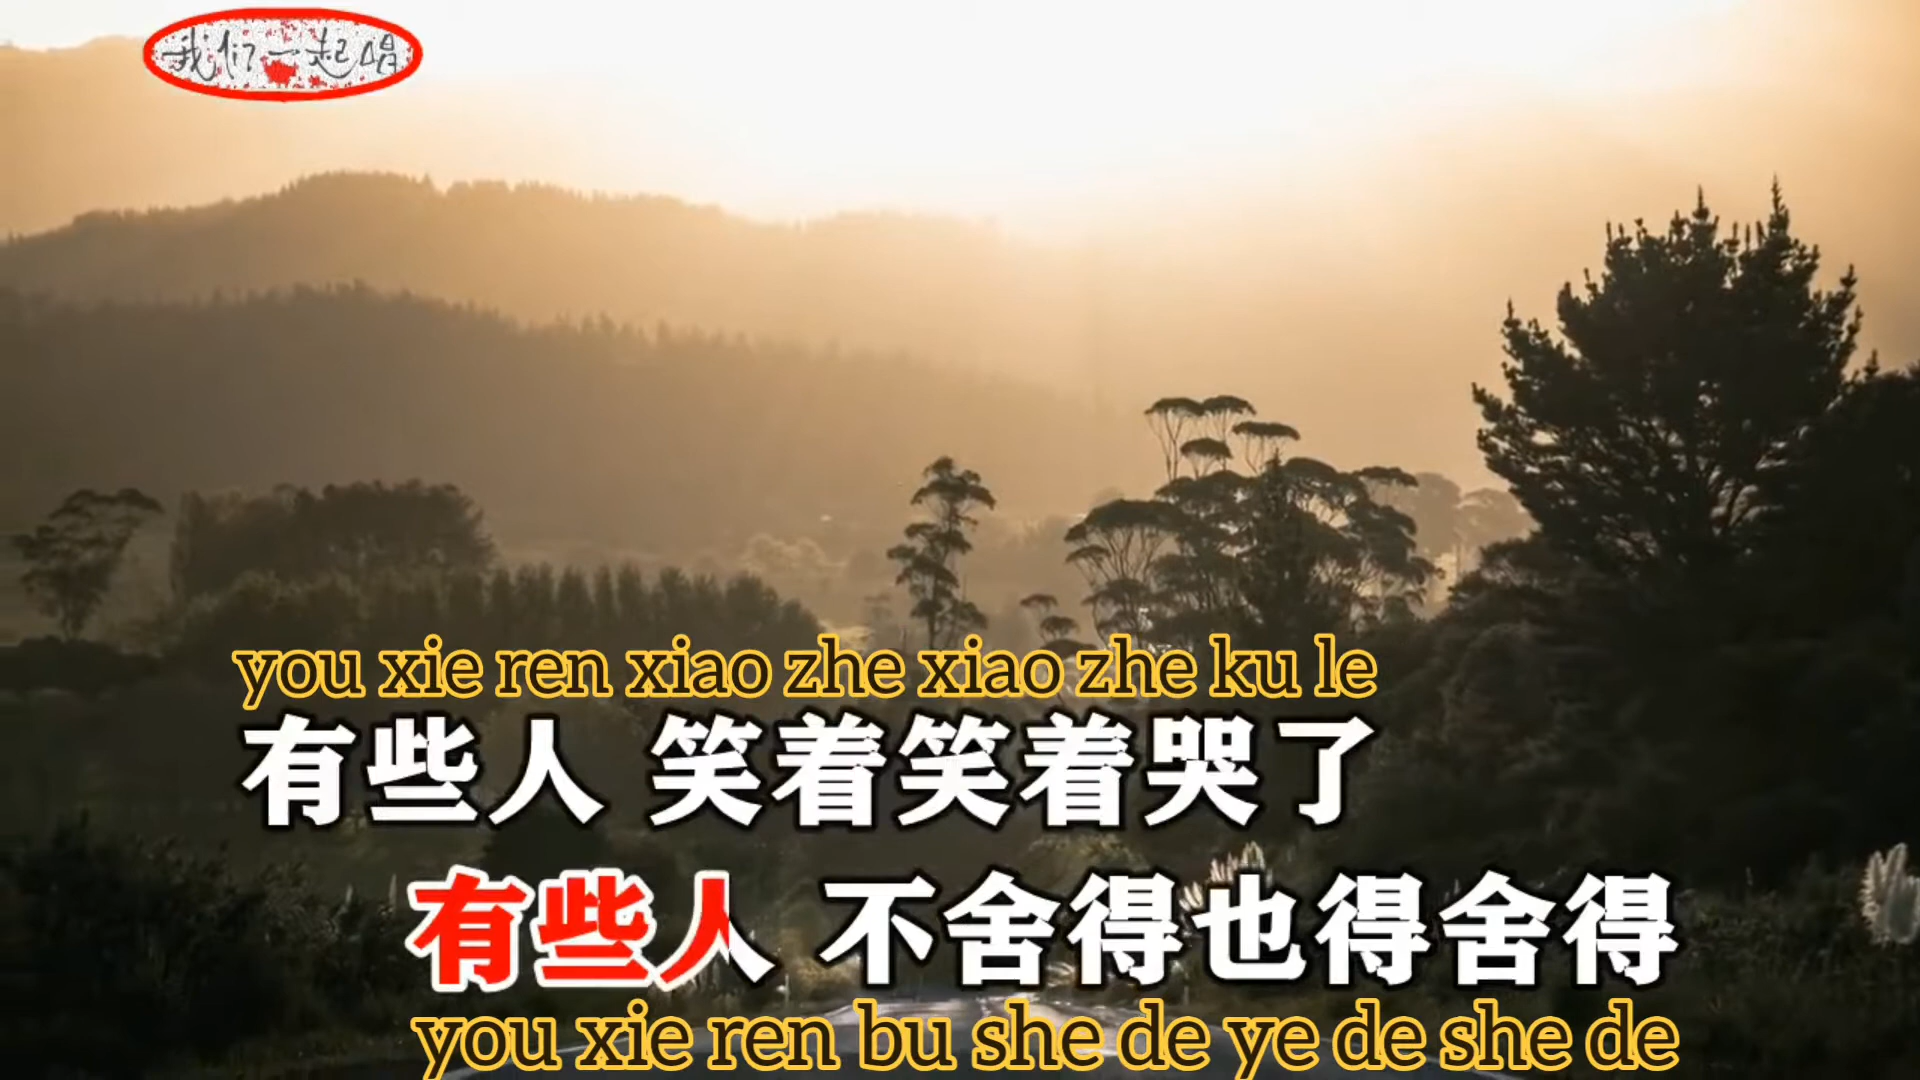 我们一起唱
you xie ren xiao zhe xiao zhe ku le
有些人 笑着笑着哭了
有些人 不舍得也得舍得
you xie ren bu she de ye de she de